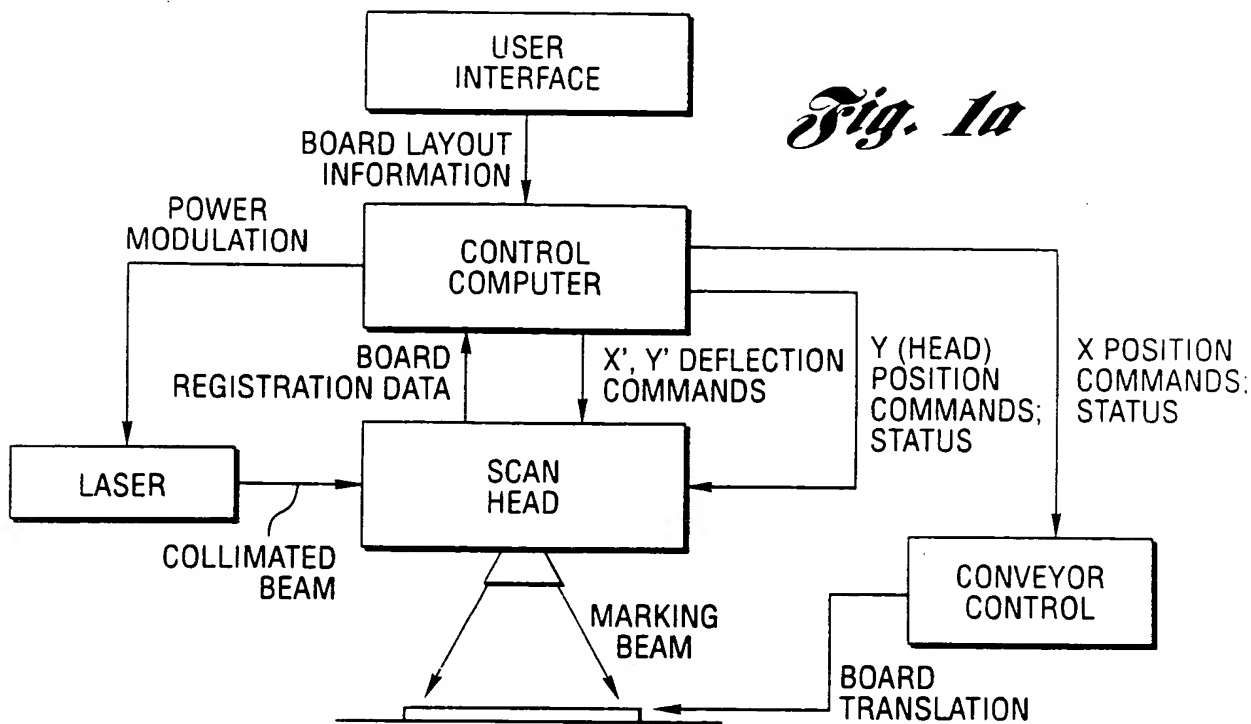 USER
INTERFACE
Fig. 1a
BOARD LAYOUT
INFORMATION
POWER
MODULATION
CONTROL
COMPUTER
BOARD
REGISTRATION DATA
X', Y' DEFLECTION
COMMANDS
Y (HEAD)
POSITION
COMMANDS;
STATUS
X POSITION
COMMANDS;
STATUS
LASER
SCAN
HEAD
COLLIMATED
BEAM
MARKING
BEAM
CONVEYOR
CONTROL
BOARD
TRANSLATION